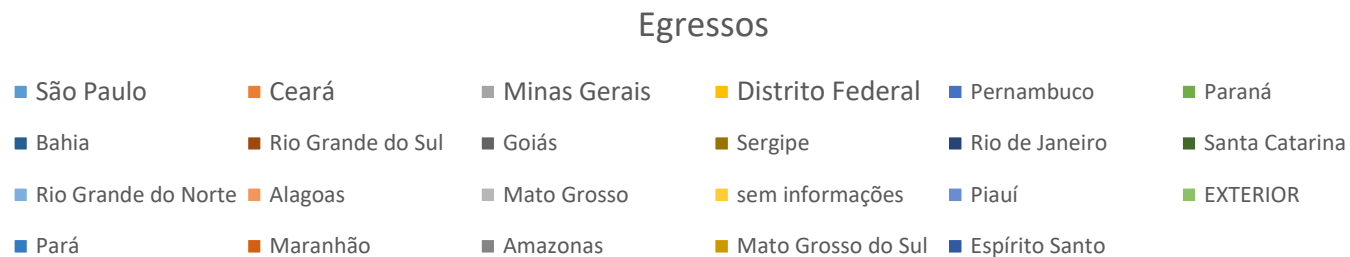 Egressos
São Paulo Ceará Minas Gerais Distrito Federal Pernambuco Paraná
Bahia Rio Grande do Sul Goiás Sergipe Rio de Janeiro Santa Catarina
Rio Grande do Norte Alagoas Mato Grosso sem informações Piauí EXTERIOR
Pará Maranhão Amazonas Mato Grosso do Sul Espírito Santo